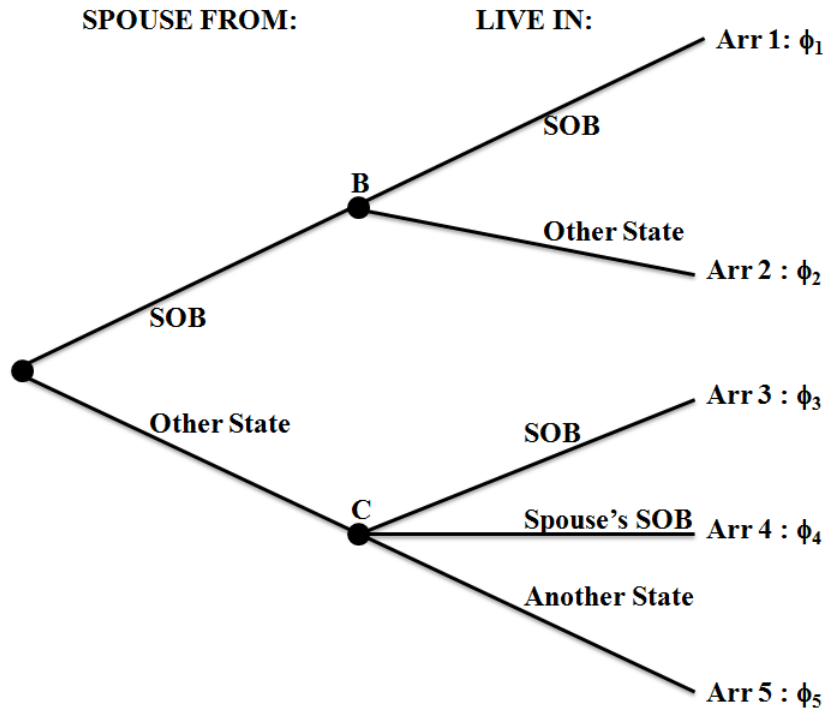 SPOUSE FROM:
LIVE IN:
Arr 1: ϕ₁
SOB
B
Other State
Arr 2 : ϕ₂
SOB
Arr 3 : ϕ₃
Other State
SOB
C
Spouse’s SOB
Arr 4 : ϕ₄
Another State
Arr 5 : ϕ₅